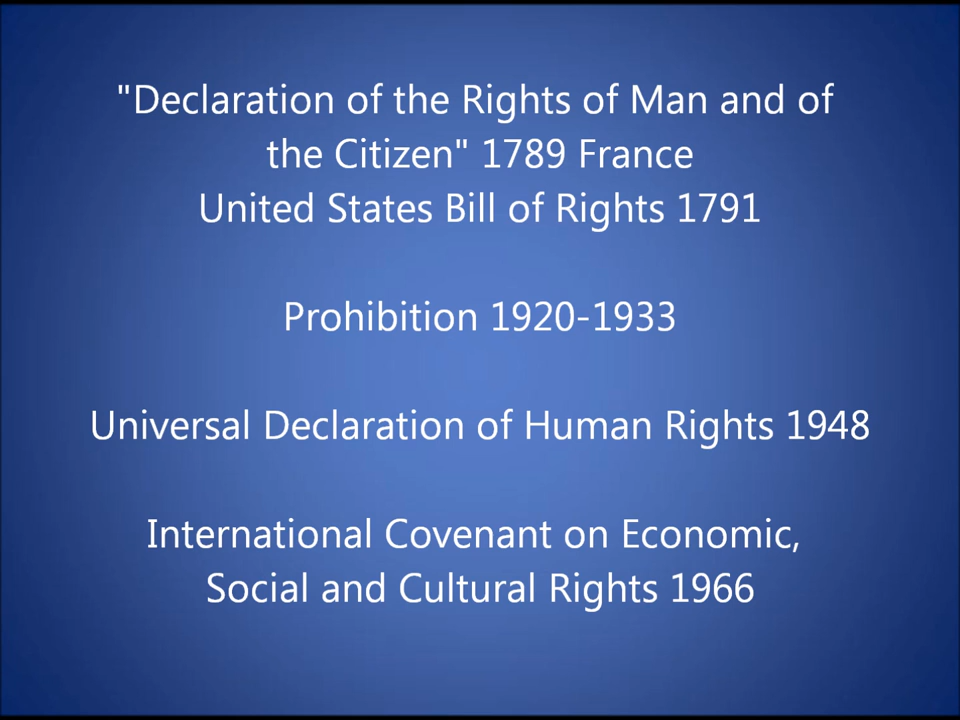 "Declaration of the Rights of Man and of
the Citizen" 1789 France
United States Bill of Rights 1791
Prohibition 1920-1933
Universal Declaration of Human Rights 1948
International Covenant on Economic,
Social and Cultural Rights 1966